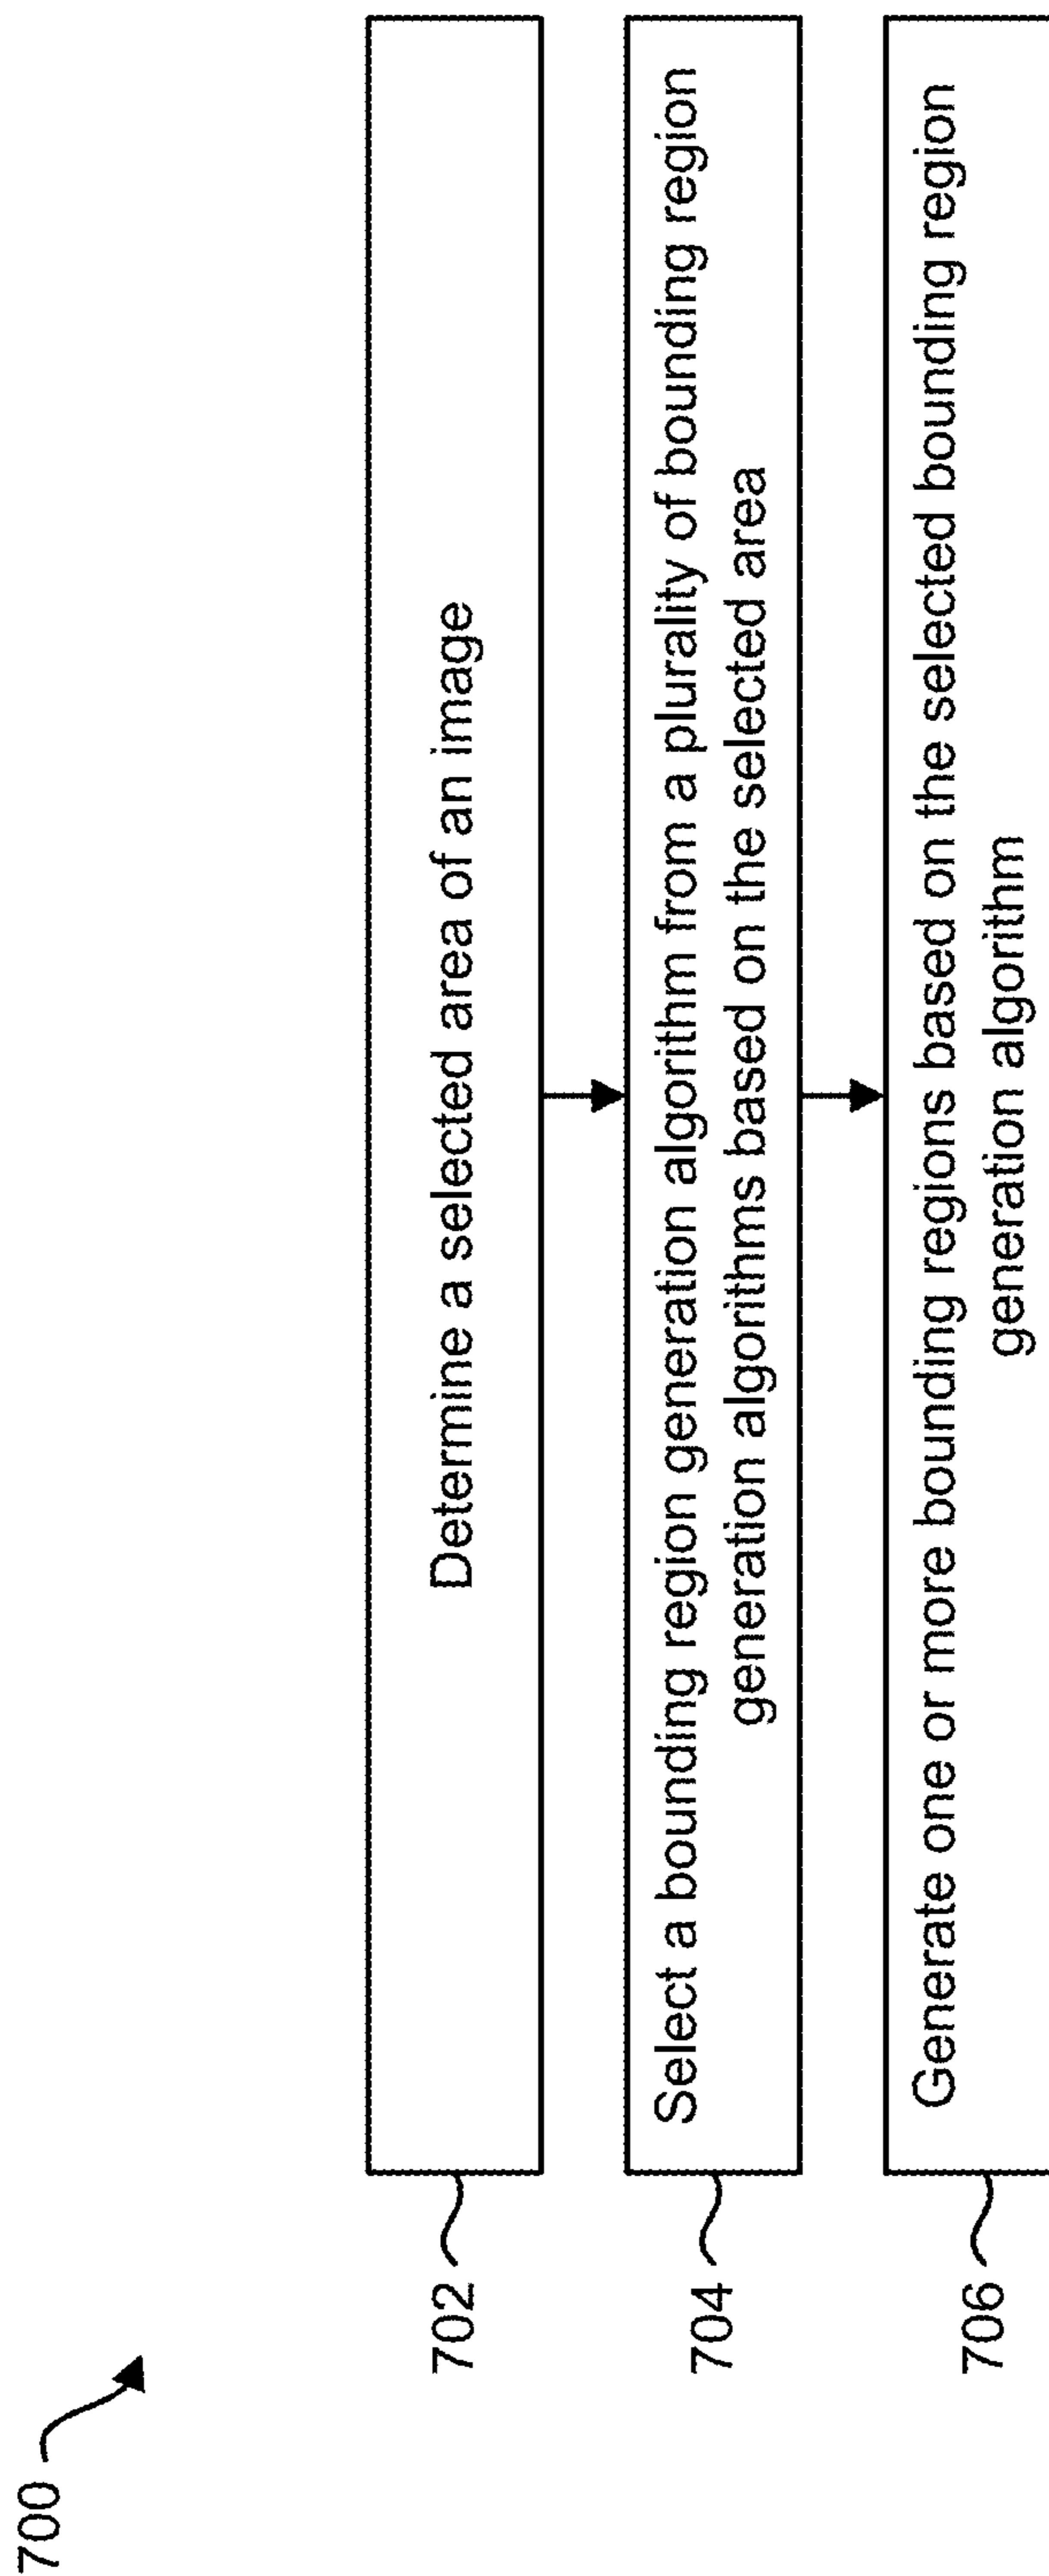 700
702
Determine a selected area of an image
704
Select a bounding region generation algorithm from a plurality of bounding region
generation algorithms based on the selected area
706
Generate one or more bounding regions based on the selected bounding region
generation algorithm